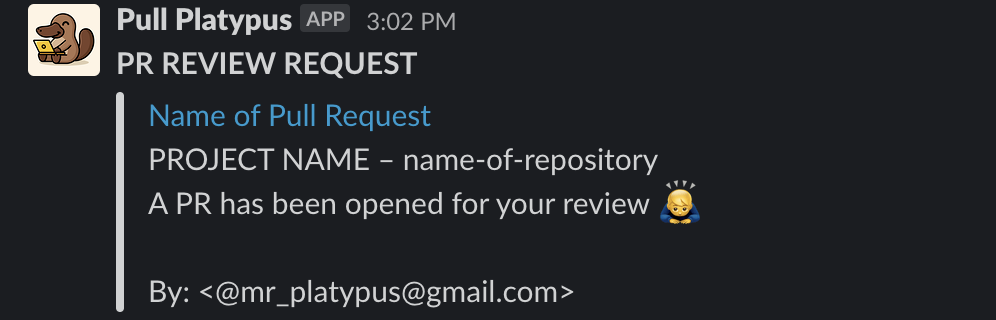 Pull Platypus APP 3:02 PM
PR REVIEW REQUEST
Name of Pull Request
PROJECT NAME – name-of-repository
A PR has been opened for your review 🙇
By: <@mr_platypus@gmail.com>